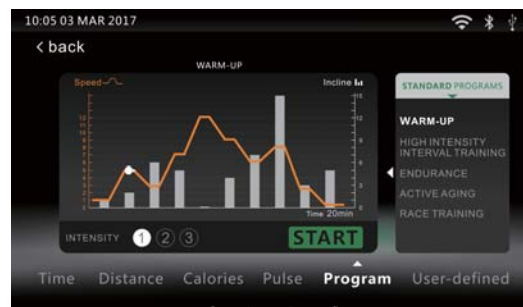 10:05 03 MAR 2017
< back
WARM-UP
Speed
Incline
Time 20min
INTENSITY 1 2 3
START
STANDARD PROGRAMS
WARM-UP
HIGH INTENSITY
INTERVAL TRAINING
ENDURANCE
ACTIVE AGING
RACE TRAINING
Time Distance Calories Pulse Program User-defined